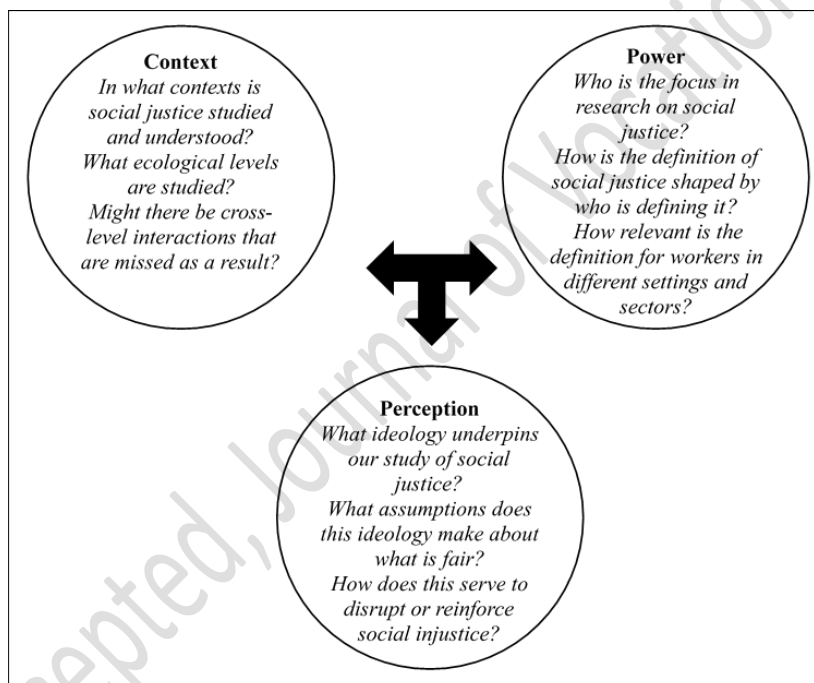 Context
In what contexts is
social justice studied
and understood?
What ecological levels
are studied?
Might there be cross-
level interactions that
are missed as a result?
Power
Who is the focus in
research on social
justice?
How is the definition of
social justice shaped by
who is defining it?
How relevant is the
definition for workers in
different settings and
sectors?
Perception
What ideology underpins
our study of social
justice?
What assumptions does
this ideology make about
what is fair?
How does this serve to
disrupt or reinforce
social injustice?
cepted, Journal of Vocation